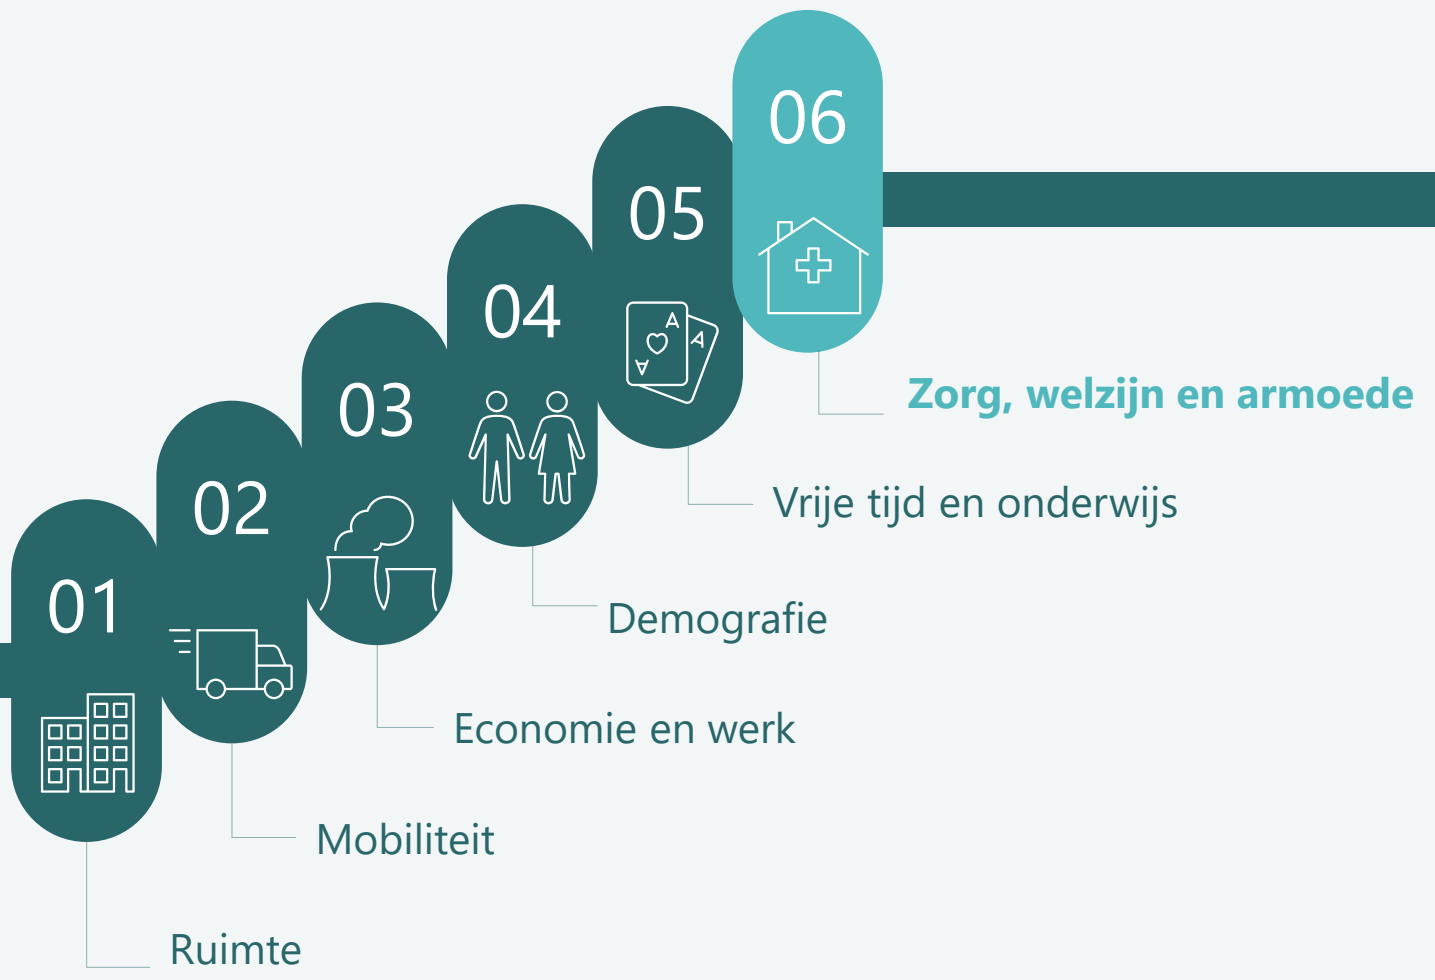 06
Zorg, welzijn en armoede
05
Vrije tijd en onderwijs
04
Demografie
03
Economie en werk
02
Mobiliteit
01
Ruimte
A
A
A